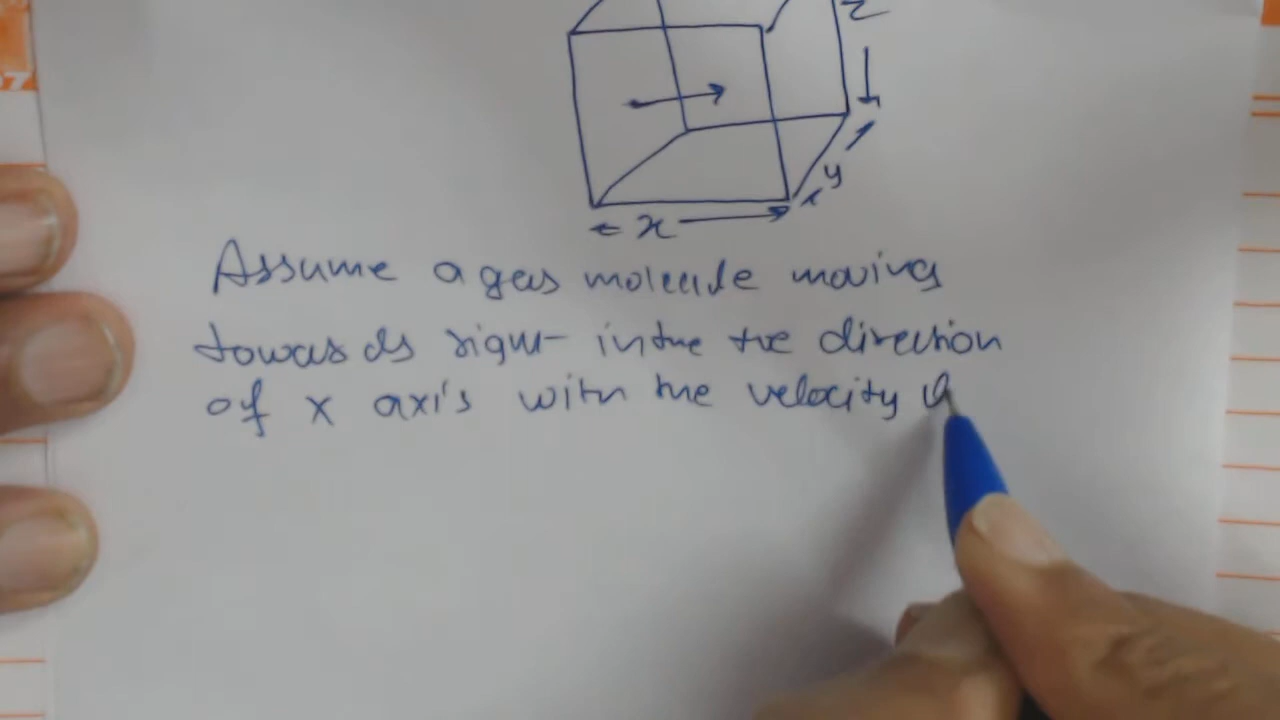 z
y
x
Assume a gas molecule moving
towards right in the the direction
of x axis with the velocity v